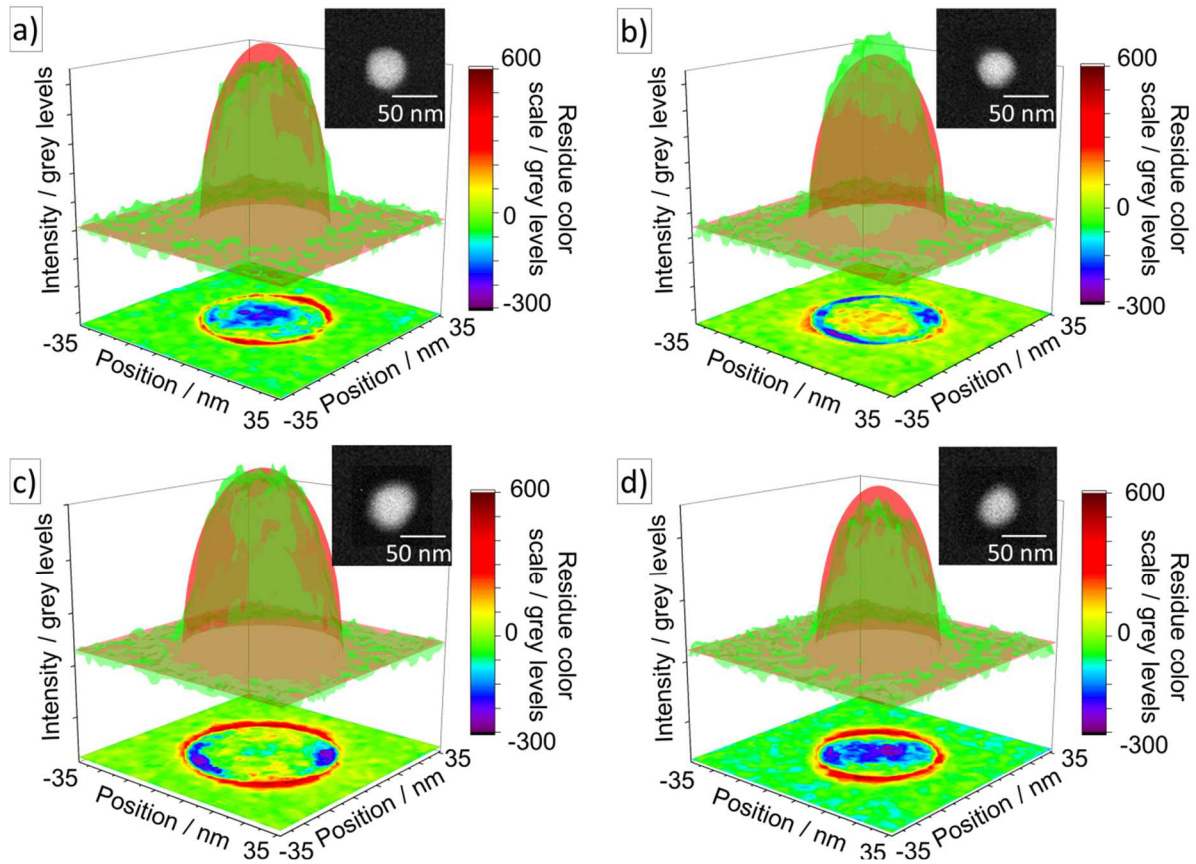 a)
50 nm
Intensity / grey levels
600
0
-300
Residue color
scale / grey levels
-35
Position / nm
35
-35
Position / nm
35
b)
50 nm
Intensity / grey levels
600
0
-300
Residue color
scale / grey levels
-35
Position / nm
35
-35
Position / nm
35
c)
50 nm
Intensity / grey levels
600
0
-300
Residue color
scale / grey levels
-35
Position / nm
35
-35
Position / nm
35
d)
50 nm
Intensity / grey levels
600
0
-300
Residue color
scale / grey levels
-35
Position / nm
35
-35
Position / nm
35